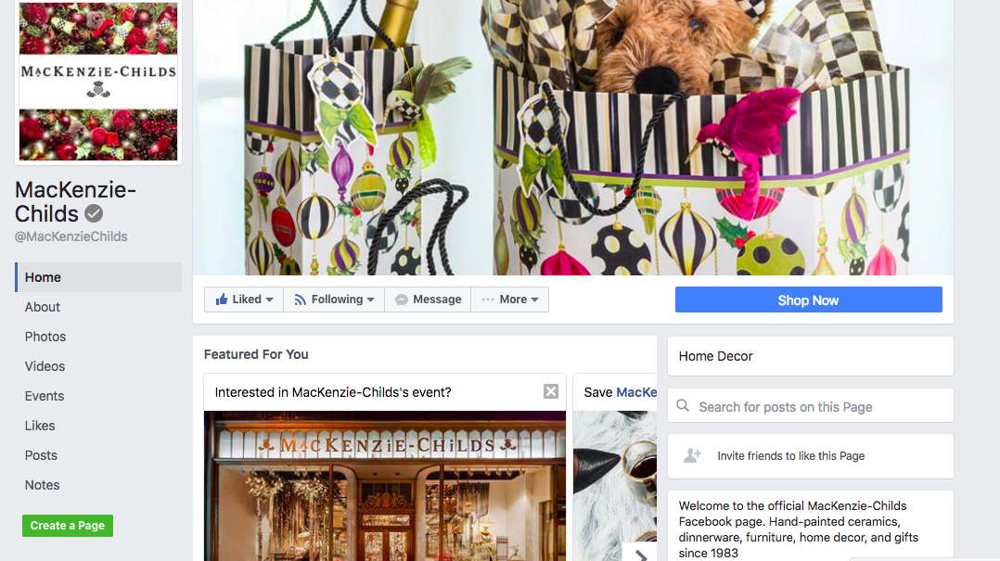 MACKENZIE-CHILDS
MacKenzie-
Childs
@MacKenzieChilds
Home
About
Photos
Videos
Events
Likes
Posts
Notes
Create a Page
Liked
Following
Message
More
Shop Now
Featured For You
Interested in MacKenzie-Childs's event?
MACKENZIE-CHILDS
Save MacKe
Home Decor
Search for posts on this Page
Invite friends to like this Page
Welcome to the official MacKenzie-Childs
Facebook page. Hand-painted ceramics,
dinnerware, furniture, home decor, and gifts
since 1983